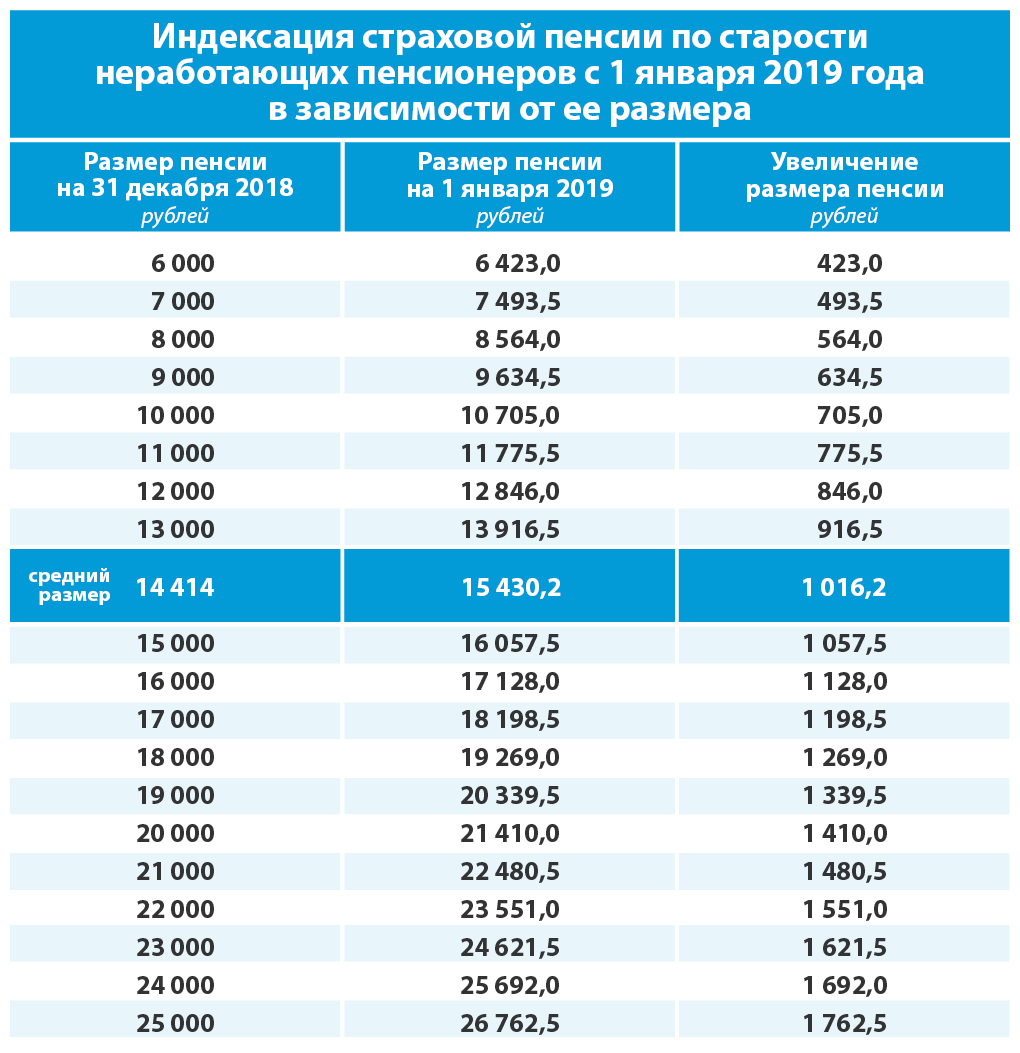 Индексация страховой пенсии по старости
неработающих пенсионеров с 1 января 2019 года
в зависимости от ее размера
Размер пенсии
на 31 декабря 2018
рублей
Размер пенсии
на 1 января 2019
рублей
Увеличение
размера пенсии
рублей
6 000 6 423,0 423,0
7 000 7 493,5 493,5
8 000 8 564,0 564,0
9 000 9 634,5 634,5
10 000 10 705,0 705,0
11 000 11 775,5 775,5
12 000 12 846,0 846,0
13 000 13 916,5 916,5
средний
размер
14 414 15 430,2 1 016,2
15 000 16 057,5 1 057,5
16 000 17 128,0 1 128,0
17 000 18 198,5 1 198,5
18 000 19 269,0 1 269,0
19 000 20 339,5 1 339,5
20 000 21 410,0 1 410,0
21 000 22 480,5 1 480,5
22 000 23 551,0 1 551,0
23 000 24 621,5 1 621,5
24 000 25 692,0 1 692,0
25 000 26 762,5 1 762,5